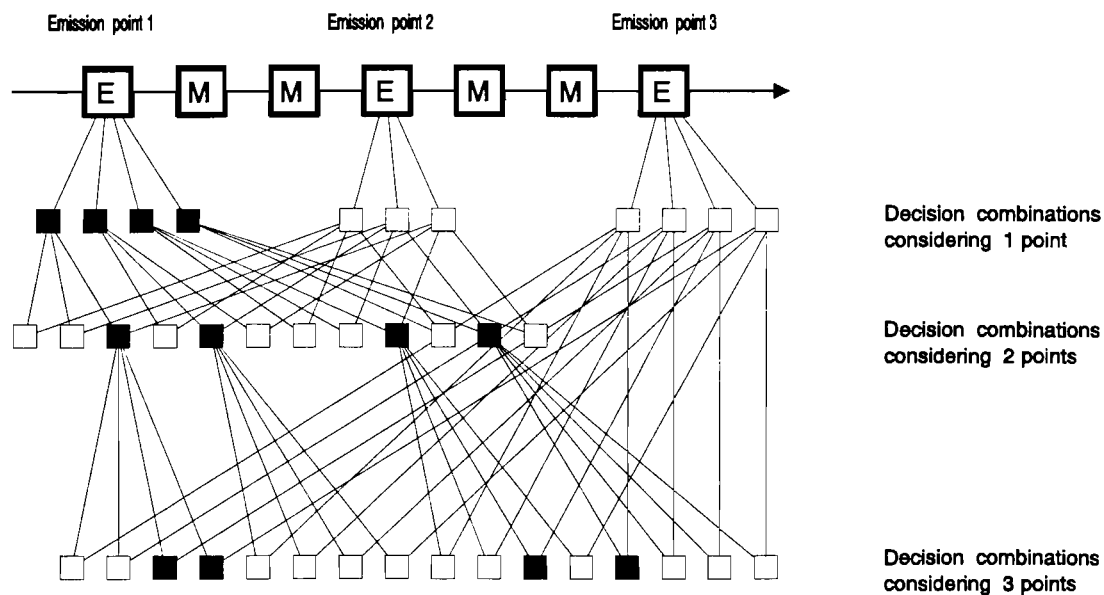 Emission point 1 Emission point 2 Emission point 3
E M M E M M E
Decision combinations
considering 1 point
Decision combinations
considering 2 points
Decision combinations
considering 3 points